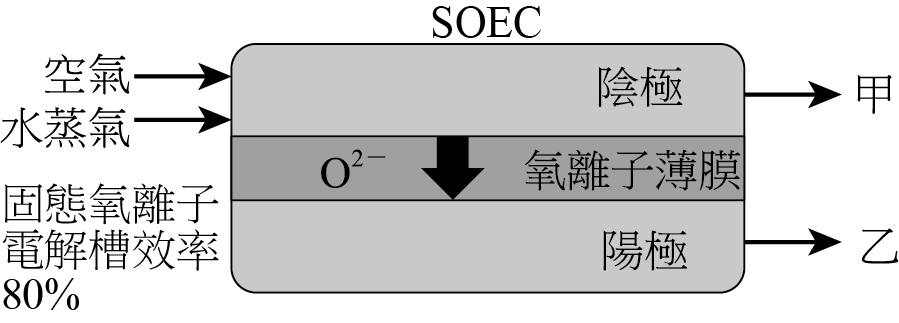 SOEC
空氣
水蒸氣
陰極
甲
O²⁻
氧離子薄膜
固態氧離子
電解槽效率
80%
陽極
乙